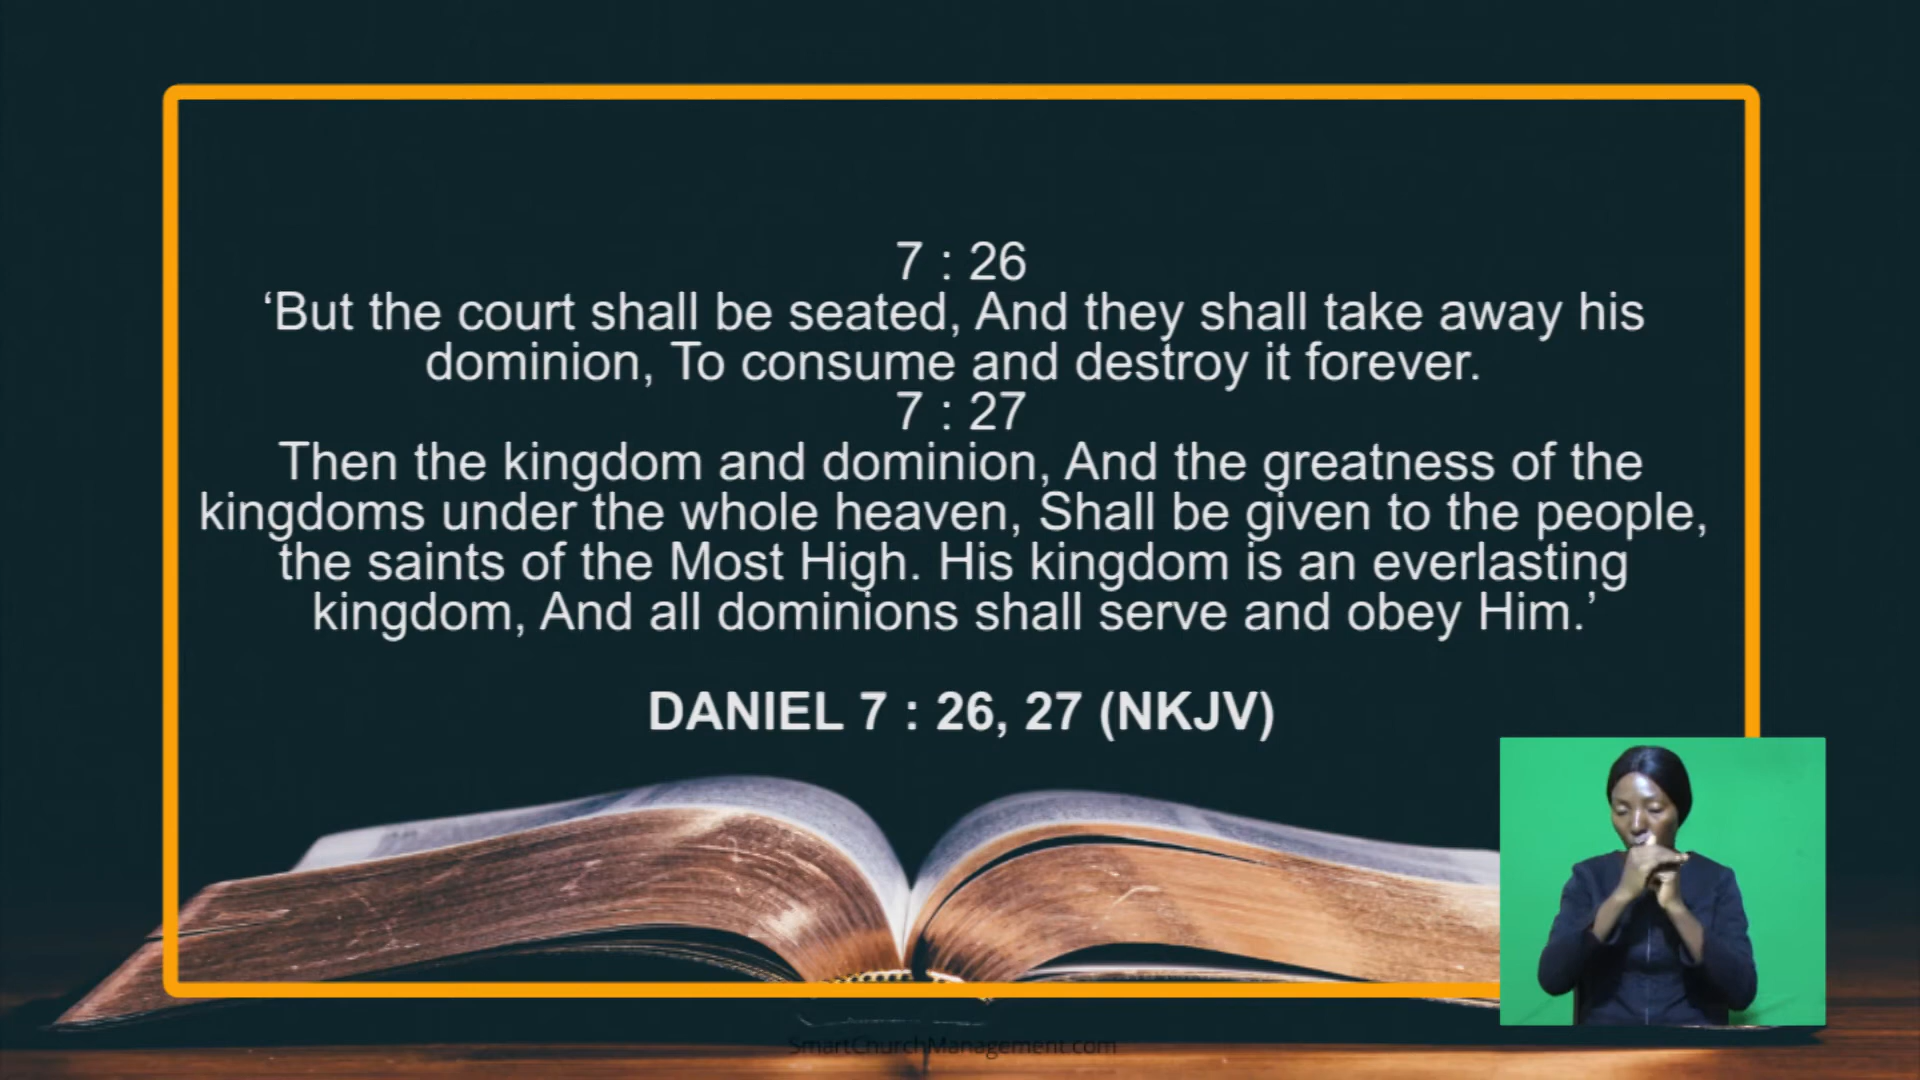 7 : 26
‘But the court shall be seated, And they shall take away his
dominion, To consume and destroy it forever.
7 : 27
Then the kingdom and dominion, And the greatness of the
kingdoms under the whole heaven, Shall be given to the people,
the saints of the Most High. His kingdom is an everlasting
kingdom, And all dominions shall serve and obey Him.’
DANIEL 7 : 26, 27 (NKJV)
SmartChurchManagement.com